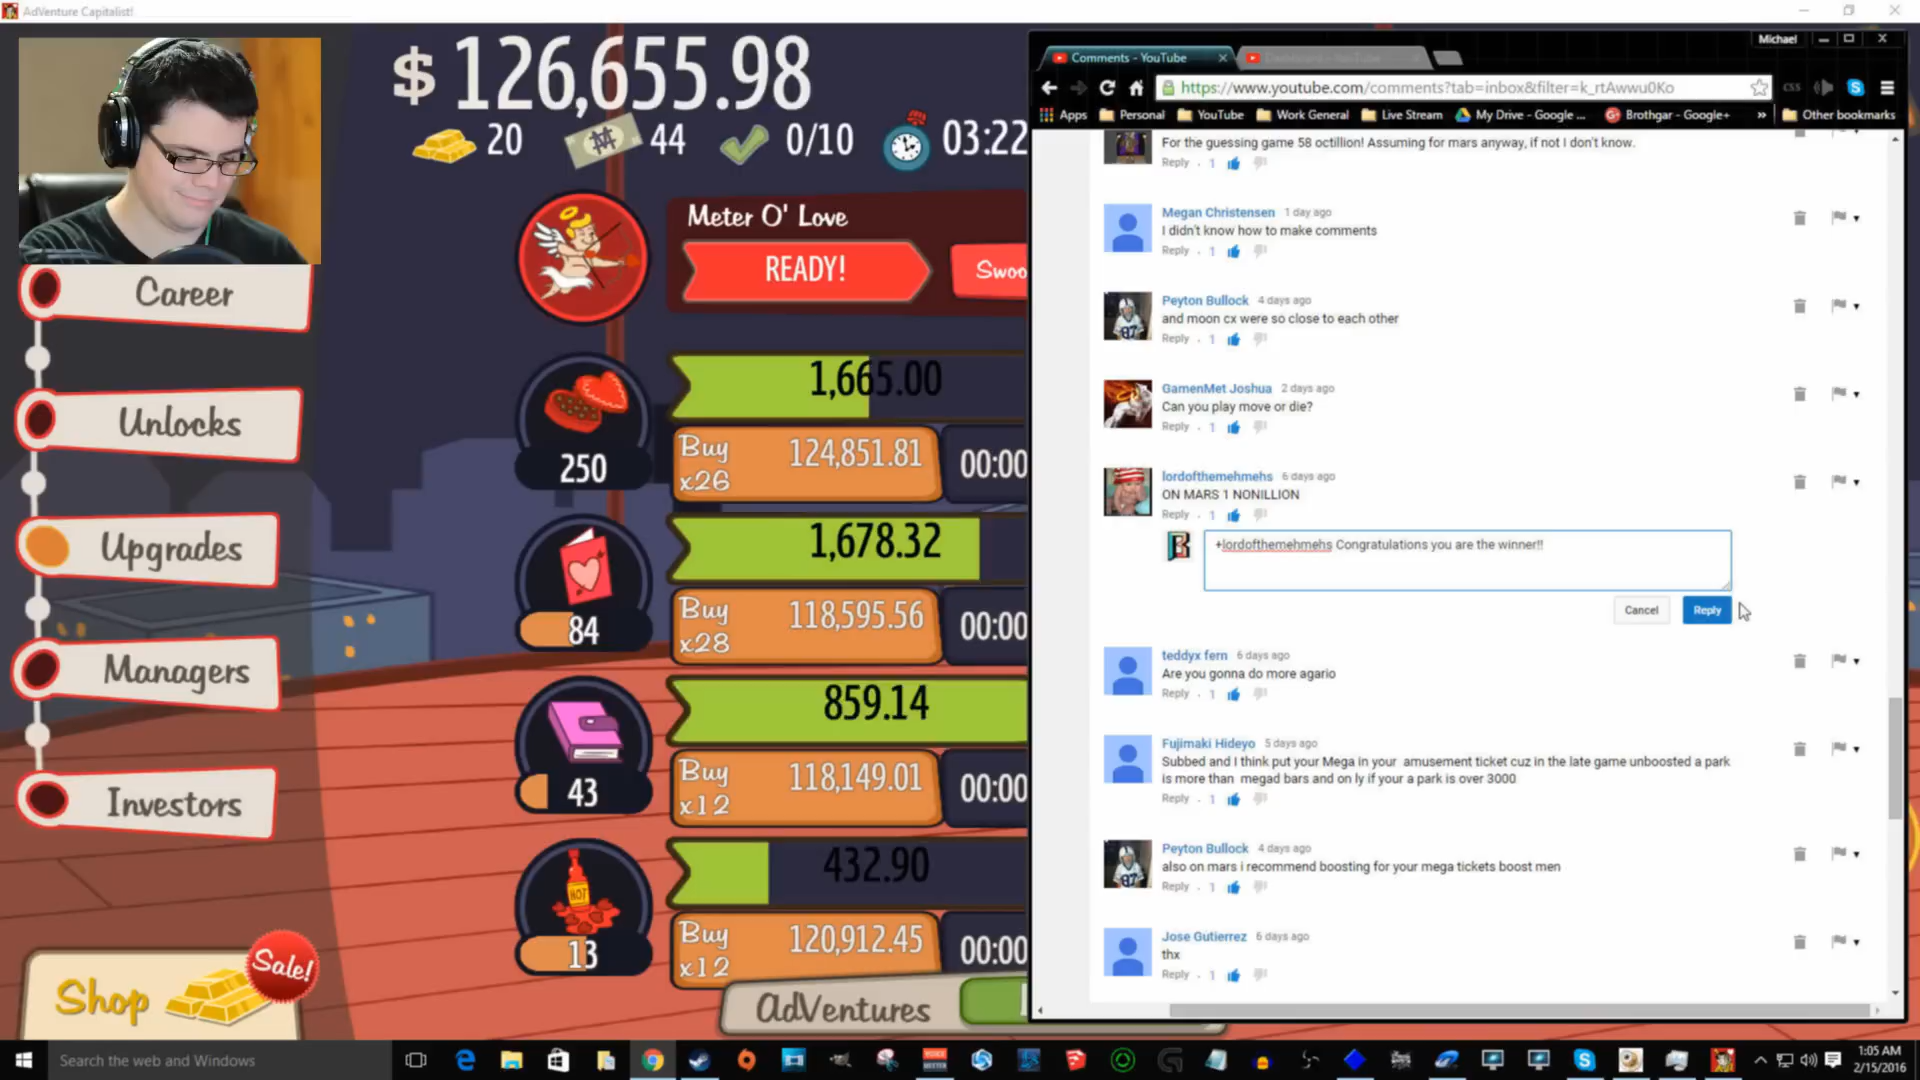 AdVenture Capitalist!
$ 126,655.98
20
44
0/10
03:22
Career
Unlocks
Upgrades
Managers
Investors
Shop
Sale!
Meter O' Love
READY!
Swoo
1,665.00
250
Buy x26
124,851.81
00:00
1,678.32
84
Buy x28
118,595.56
00:00
859.14
43
Buy x12
118,149.01
00:00
432.90
HOT
13
Buy x12
120,912.45
00:00
AdVentures
Michael
Comments - YouTube
https://www.youtube.com/comments?tab=inbox&filter=k_rtAwwu0Ko
CSS
Apps
Personal
YouTube
Work General
Live Stream
My Drive - Google ...
Brothgar - Google+
»
Other bookmarks
For the guessing game 58 octillion! Assuming for mars anyway, if not I don't know.
Reply · 1
Megan Christensen 1 day ago
I didn't know how to make comments
Reply · 1
Peyton Bullock 4 days ago
and moon cx were so close to each other
Reply · 1
GamenMet Joshua 2 days ago
Can you play move or die?
Reply · 1
lordofthemehmehs 6 days ago
ON MARS 1 NONILLION
Reply · 1
+lordofthemehmehs Congratulations you are the winner!!
Cancel
Reply
teddyx fern 6 days ago
Are you gonna do more agario
Reply · 1
Fujimaki Hideyo 5 days ago
Subbed and I think put your Mega in your amusement ticket cuz in the late game unboosted a park
is more than megad bars and on ly if your a park is over 3000
Reply · 1
Peyton Bullock 4 days ago
also on mars i recommend boosting for your mega tickets boost men
Reply · 1
Jose Gutierrez 6 days ago
thx
Reply · 1
Search the web and Windows
1:05 AM
2/15/2016